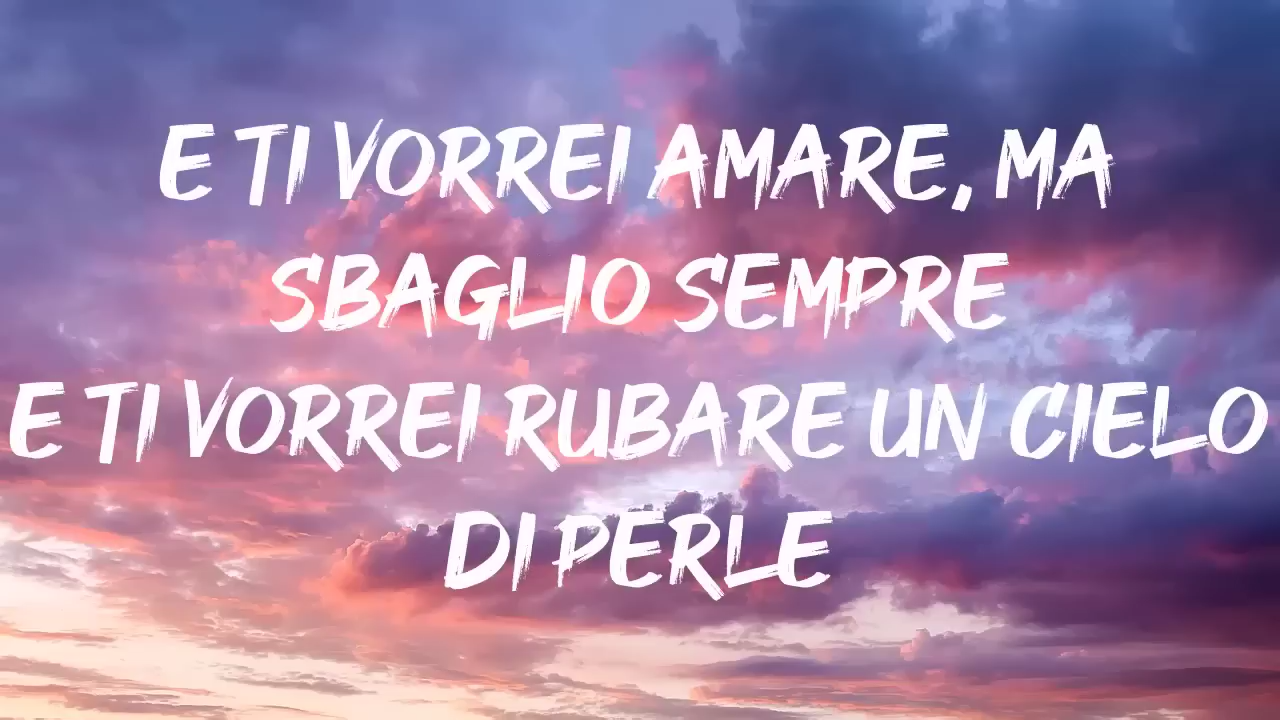 E TI VORREI AMARE, MA
SBAGLIO SEMPRE
E TI VORREI RUBARE UN CIELO
DI PERLE